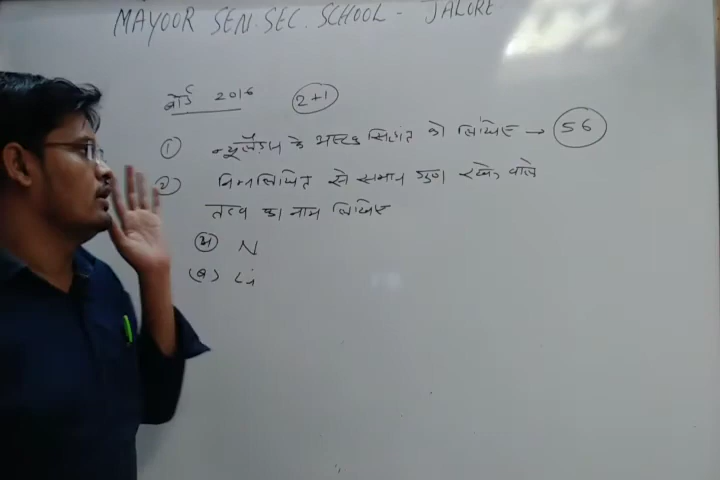 MAYOOR SEN. SEC. SCHOOL - JALORE
बोर्ड 2016 2+1
① न्यूलैंड्स के अष्टक सिद्धांत को लिखिए → 56
② निम्नलिखित से समान गुण रखने वाले
तत्व का नाम लिखिए
(अ) N
(ब) Li